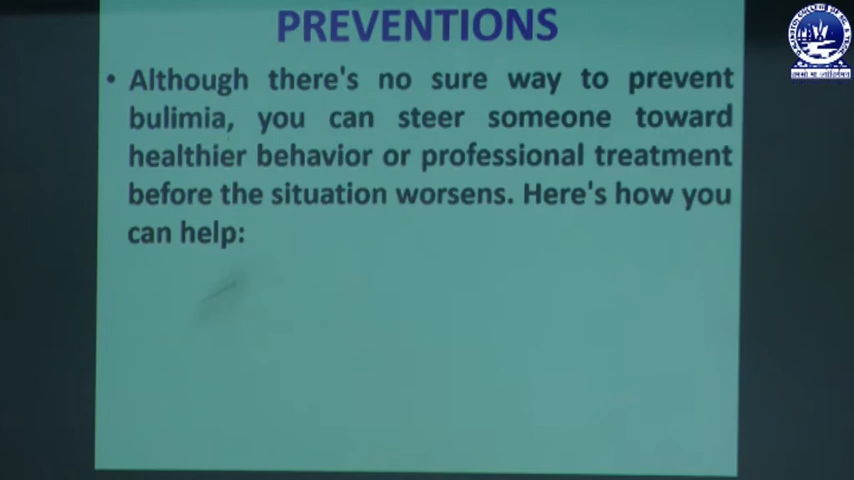 PREVENTIONS
• Although there's no sure way to prevent
bulimia, you can steer someone toward
healthier behavior or professional treatment
before the situation worsens. Here's how you
can help: